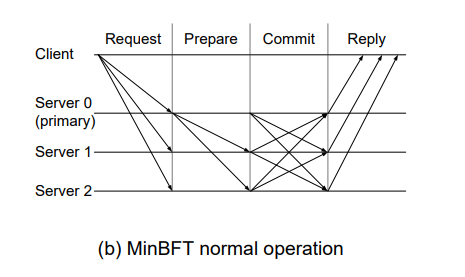 Request Prepare Commit Reply
Client
Server 0
(primary)
Server 1
Server 2
(b) MinBFT normal operation